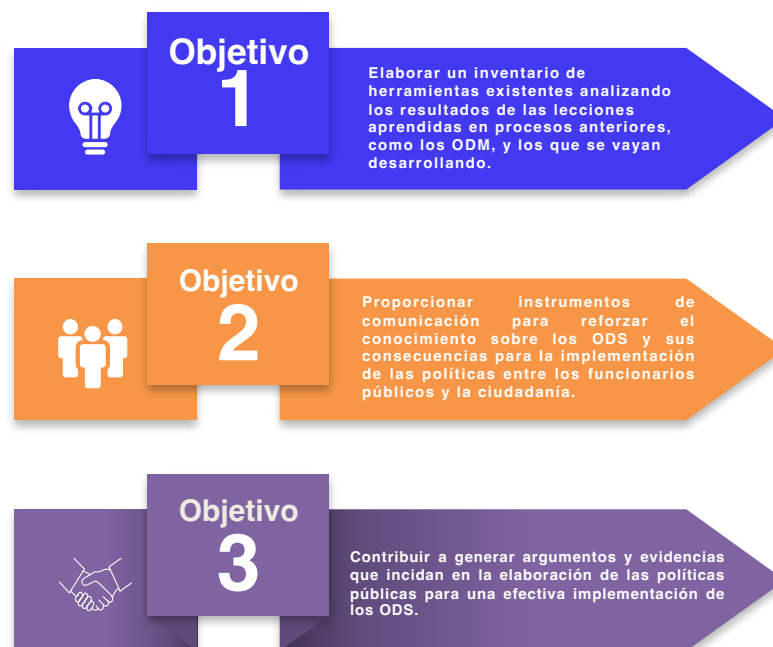 Objetivo
1
Elaborar un inventario de
herramientas existentes analizando
los resultados de las lecciones
aprendidas en procesos anteriores,
como los ODM, y los que se vayan
desarrollando.
Objetivo
2
Proporcionar instrumentos de
comunicación para reforzar el
conocimiento sobre los ODS y sus
consecuencias para la implementación
de las políticas entre los funcionarios
públicos y la ciudadanía.
Objetivo
3
Contribuir a generar argumentos y evidencias
que incidan en la elaboración de las políticas
públicas para una efectiva implementación de
los ODS.